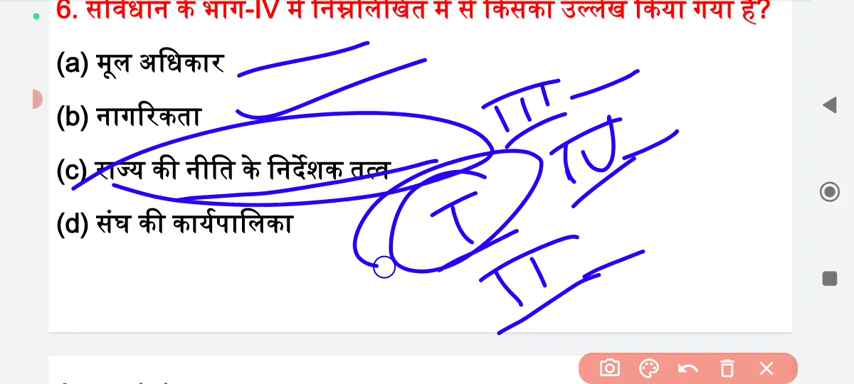 6. संविधान के भाग-IV में निम्नलिखित में से किसका उल्लेख किया गया है?
(a) मूल अधिकार
(b) नागरिकता
(c) राज्य की नीति के निर्देशक तत्व
(d) संघ की कार्यपालिका
III
IV
I
II